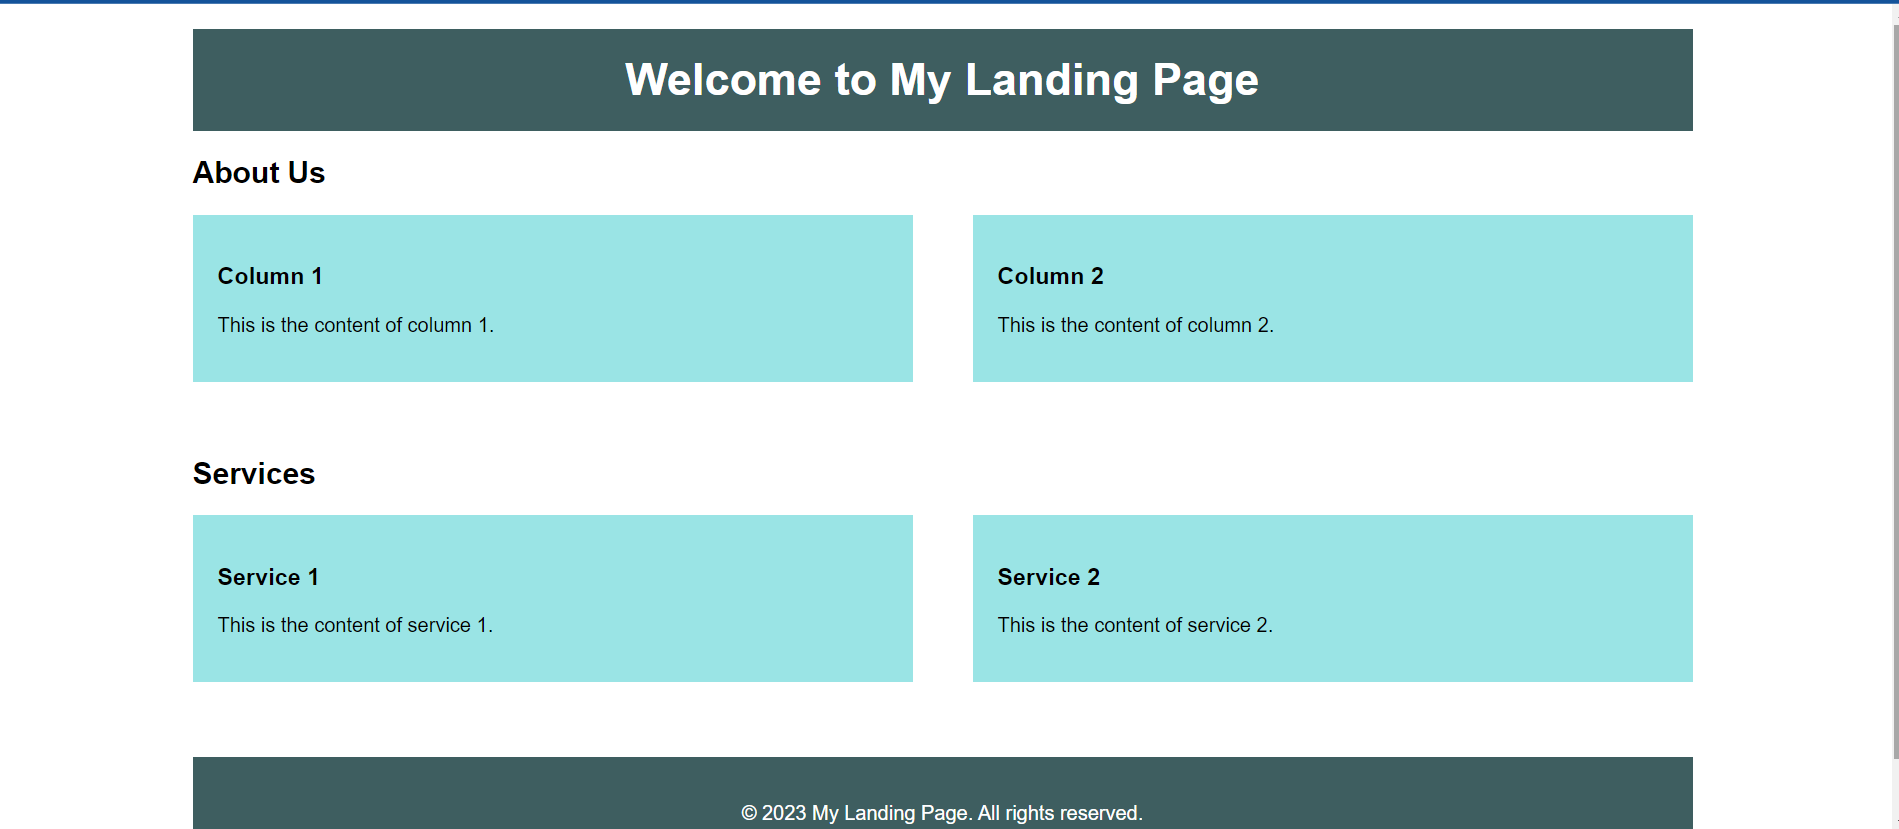 Welcome to My Landing Page
About Us
Column 1
This is the content of column 1.
Column 2
This is the content of column 2.
Services
Service 1
This is the content of service 1.
Service 2
This is the content of service 2.
© 2023 My Landing Page. All rights reserved.